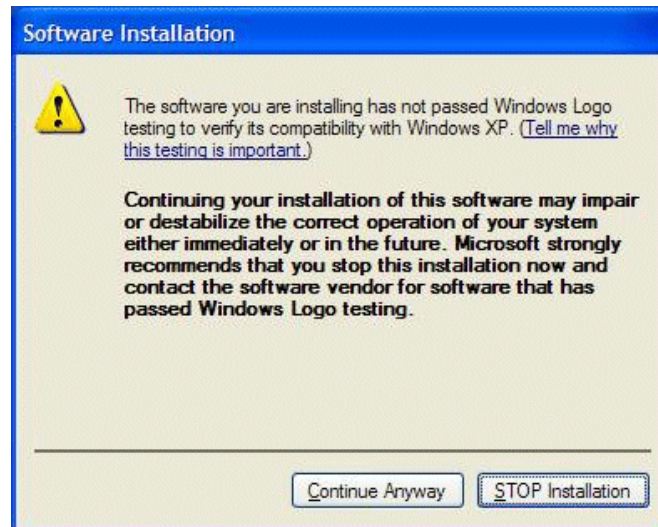 Software Installation
The software you are installing has not passed Windows Logo
testing to verify its compatibility with Windows XP. (Tell me why
this testing is important.)
Continuing your installation of this software may impair
or destabilize the correct operation of your system
either immediately or in the future. Microsoft strongly
recommends that you stop this installation now and
contact the software vendor for software that has
passed Windows Logo testing.
Continue Anyway STOP Installation